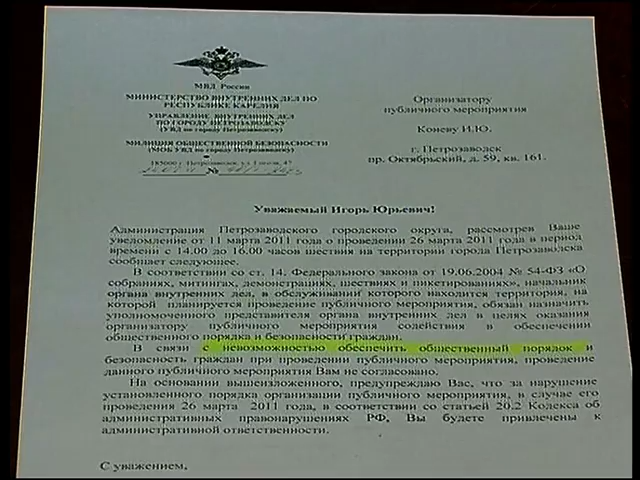 МВД России
МИНИСТЕРСТВО ВНУТРЕННИХ ДЕЛ ПО
РЕСПУБЛИКЕ КАРЕЛИЯ
УПРАВЛЕНИЕ ВНУТРЕННИХ ДЕЛ
ПО ГОРОДУ ПЕТРОЗАВОДСКУ
(УВД по городу Петрозаводску)
МИЛИЦИЯ ОБЩЕСТВЕННОЙ БЕЗОПАСНОСТИ
(МОБ УВД по городу Петрозаводску)
185000 г. Петрозаводск, ул. Гоголя, 47
№
Организатору
публичного мероприятия
Коневу И.Ю.
г. Петрозаводск
пр. Октябрьский, д. 59, кв. 161.
Уважаемый Игорь Юрьевич!
Администрация Петрозаводского городского округа, рассмотрев Ваше
уведомление от 11 марта 2011 года о проведении 26 марта 2011 года в период
времени с 14.00 до 16.00 часов шествия на территории города Петрозаводска
сообщает следующее.
В соответствии со ст. 14. Федерального закона от 19.06.2004 № 54-ФЗ «О
собраниях, митингах, демонстрациях, шествиях и пикетированиях», начальник
органа внутренних дел, в обслуживании которого находится территория, на
которой планируется проведение публичного мероприятия, обязан назначить
уполномоченного представителя органа внутренних дел в целях оказания
организатору публичного мероприятия содействия в обеспечении
общественного порядка и безопасности граждан.
В связи с невозможностью обеспечить общественный порядок и
безопасность граждан при проведении публичного мероприятия, проведение
данного публичного мероприятия Вам не согласовано.
На основании вышеизложенного, предупреждаю Вас, что за нарушение
установленного порядка организации публичного мероприятия, в случае его
проведения 26 марта 2011 года, в соответствии со статьей 20.2 Кодекса об
административных правонарушениях РФ, Вы будете привлечены к
административной ответственности.
С уважением,